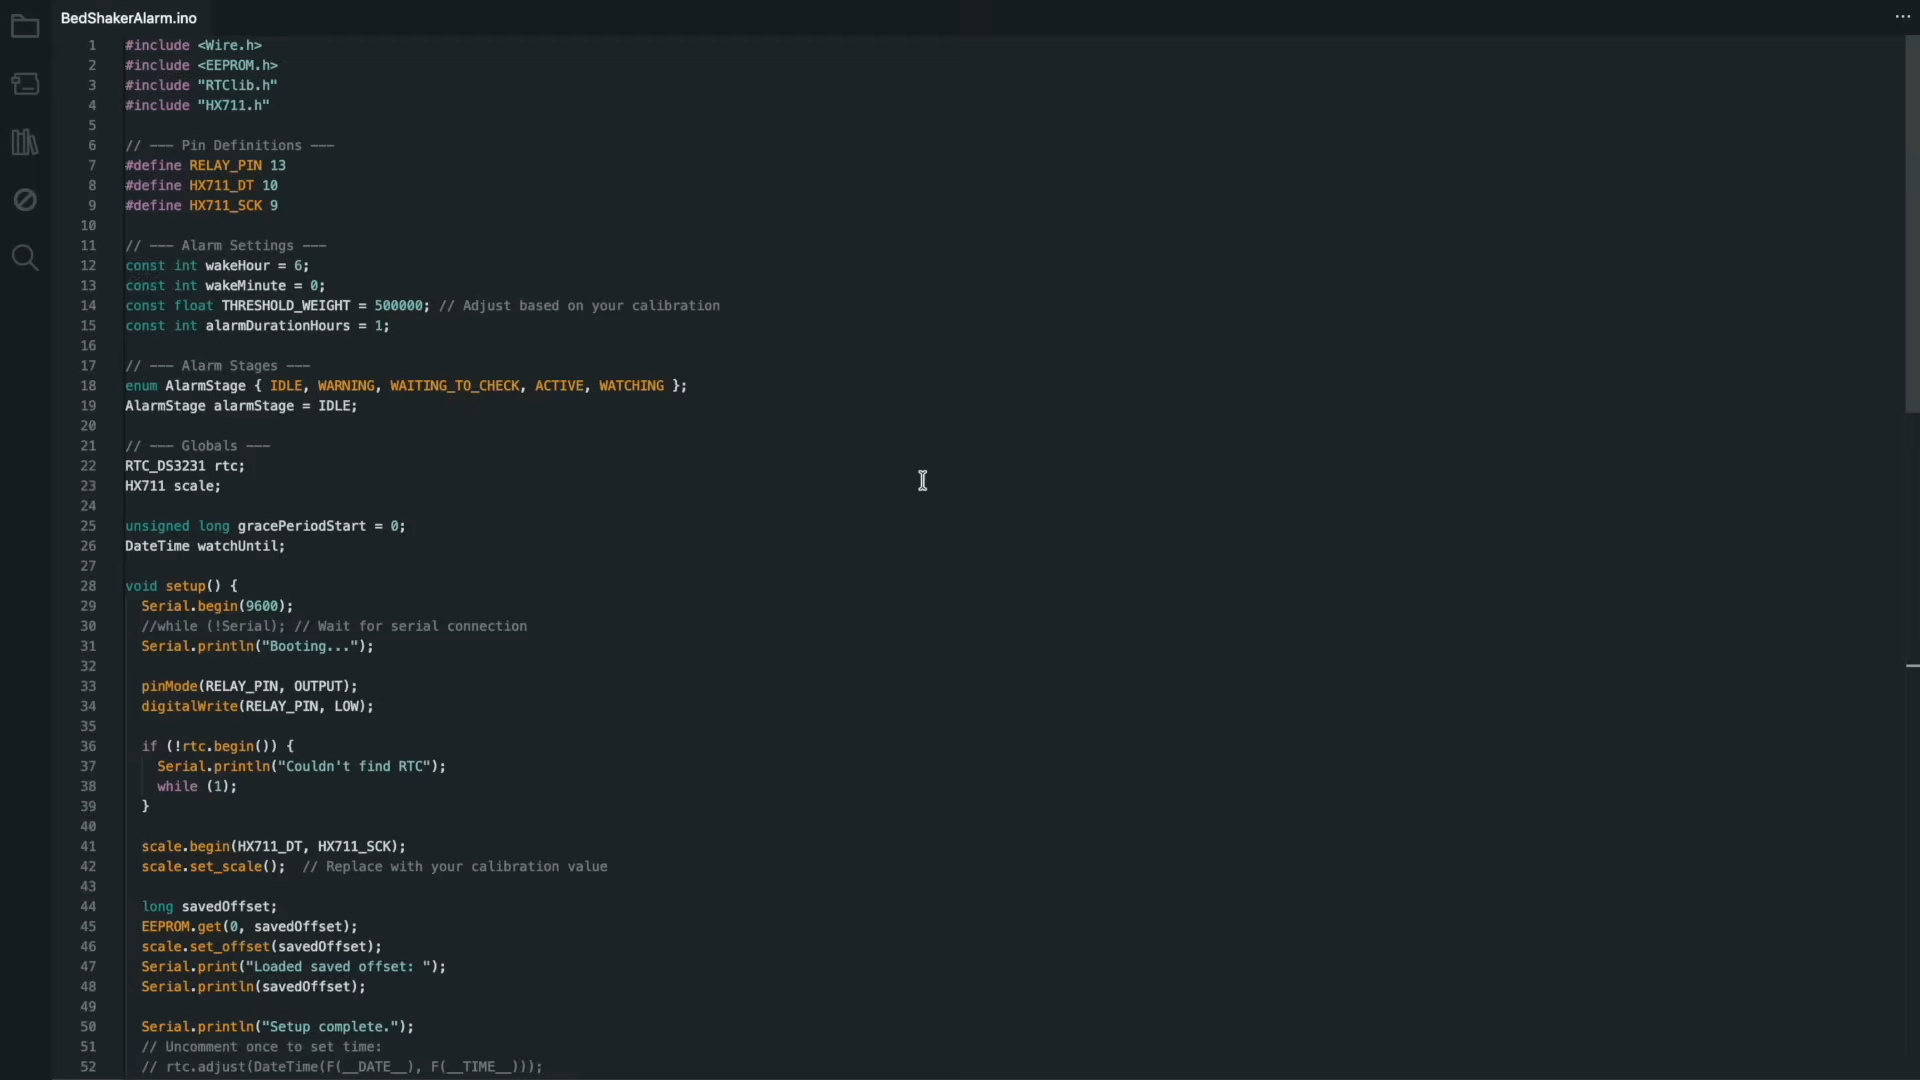 BedShakerAlarm.ino
1 #include <Wire.h>
2 #include <EEPROM.h>
3 #include "RTClib.h"
4 #include "HX711.h"
5
6 // --- Pin Definitions ---
7 #define RELAY_PIN 13
8 #define HX711_DT 10
9 #define HX711_SCK 9
10
11 // --- Alarm Settings ---
12 const int wakeHour = 6;
13 const int wakeMinute = 0;
14 const float THRESHOLD_WEIGHT = 500000; // Adjust based on your calibration
15 const int alarmDurationHours = 1;
16
17 // --- Alarm Stages ---
18 enum AlarmStage { IDLE, WARNING, WAITING_TO_CHECK, ACTIVE, WATCHING };
19 AlarmStage alarmStage = IDLE;
20
21 // --- Globals ---
22 RTC_DS3231 rtc;
23 HX711 scale;
24
25 unsigned long gracePeriodStart = 0;
26 DateTime watchUntil;
27
28 void setup() {
29 Serial.begin(9600);
30 //while (!Serial); // Wait for serial connection
31 Serial.println("Booting...");
32
33 pinMode(RELAY_PIN, OUTPUT);
34 digitalWrite(RELAY_PIN, LOW);
35
36 if (!rtc.begin()) {
37 Serial.println("Couldn't find RTC");
38 while (1);
39 }
40
41 scale.begin(HX711_DT, HX711_SCK);
42 scale.set_scale(); // Replace with your calibration value
43
44 long savedOffset;
45 EEPROM.get(0, savedOffset);
46 scale.set_offset(savedOffset);
47 Serial.print("Loaded saved offset: ");
48 Serial.println(savedOffset);
49
50 Serial.println("Setup complete.");
51 // Uncomment once to set time:
52 // rtc.adjust(DateTime(F(__DATE__), F(__TIME__)));